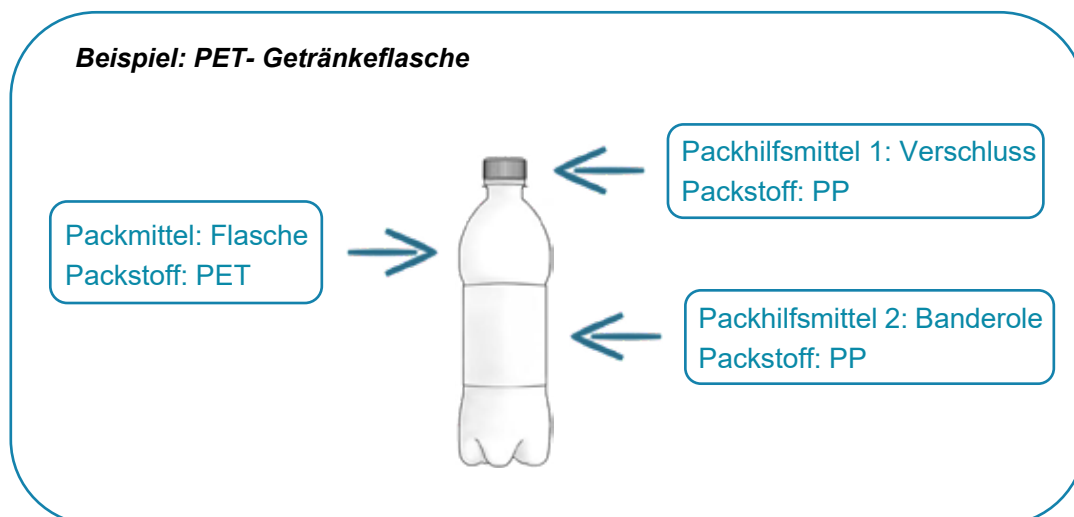 Beispiel: PET- Getränkeflasche
Packhilfsmittel 1: Verschluss
Packstoff: PP
Packmittel: Flasche
Packstoff: PET
Packhilfsmittel 2: Banderole
Packstoff: PP